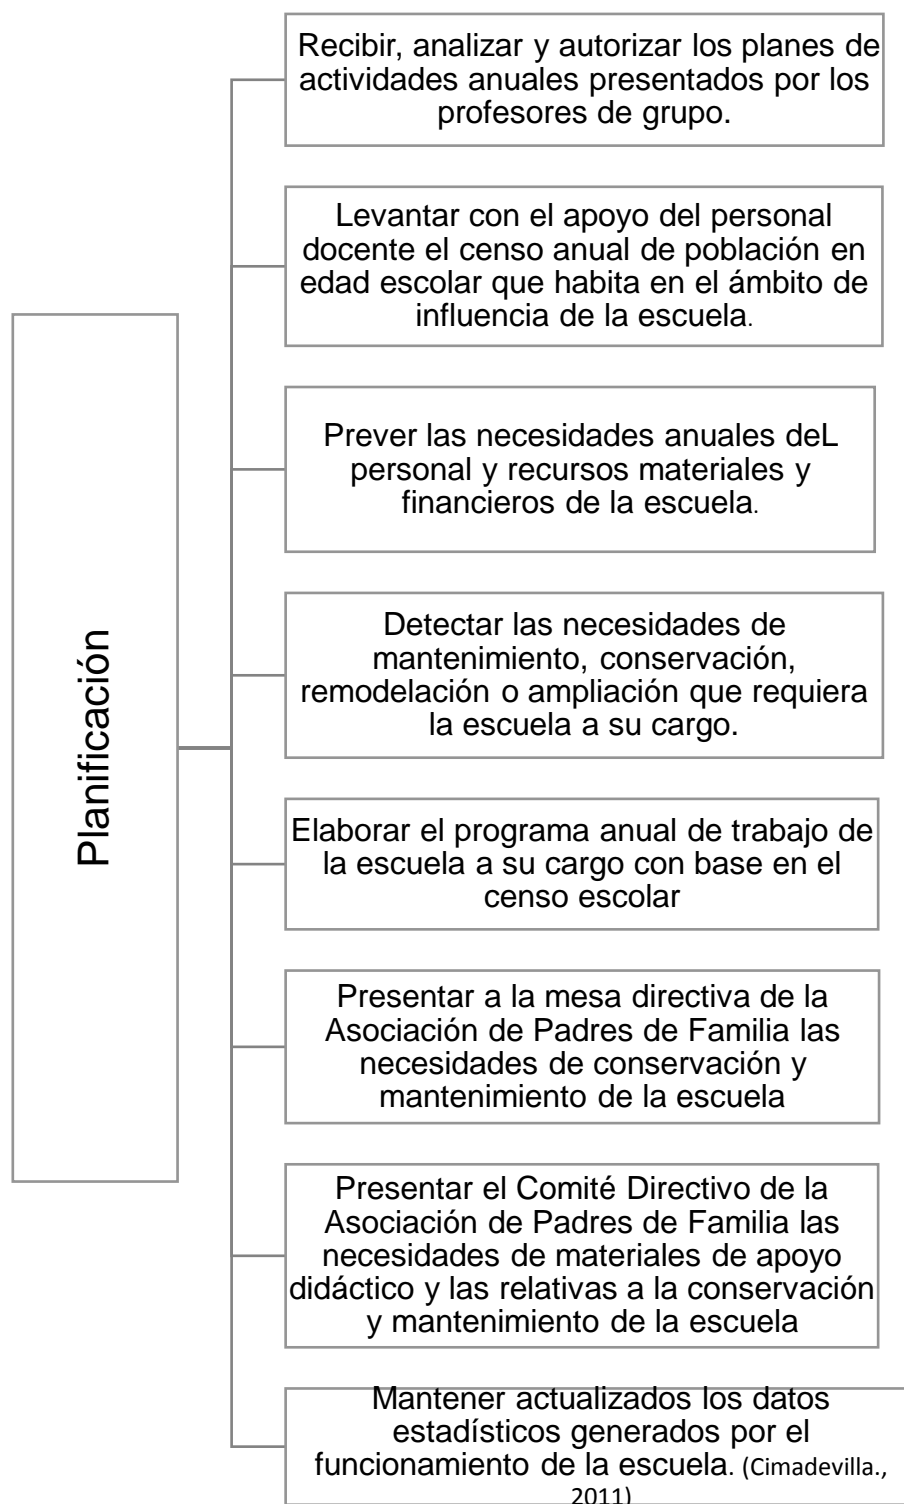 Planificación
Recibir, analizar y autorizar los planes de
actividades anuales presentados por los
profesores de grupo.
Levantar con el apoyo del personal
docente el censo anual de población en
edad escolar que habita en el ámbito de
influencia de la escuela.
Prever las necesidades anuales deL
personal y recursos materiales y
financieros de la escuela.
Detectar las necesidades de
mantenimiento, conservación,
remodelación o ampliación que requiera
la escuela a su cargo.
Elaborar el programa anual de trabajo de
la escuela a su cargo con base en el
censo escolar
Presentar a la mesa directiva de la
Asociación de Padres de Familia las
necesidades de conservación y
mantenimiento de la escuela
Presentar el Comité Directivo de la
Asociación de Padres de Familia las
necesidades de materiales de apoyo
didáctico y las relativas a la conservación
y mantenimiento de la escuela
Mantener actualizados los datos
estadísticos generados por el
funcionamiento de la escuela. (Cimadevilla.,
2011)